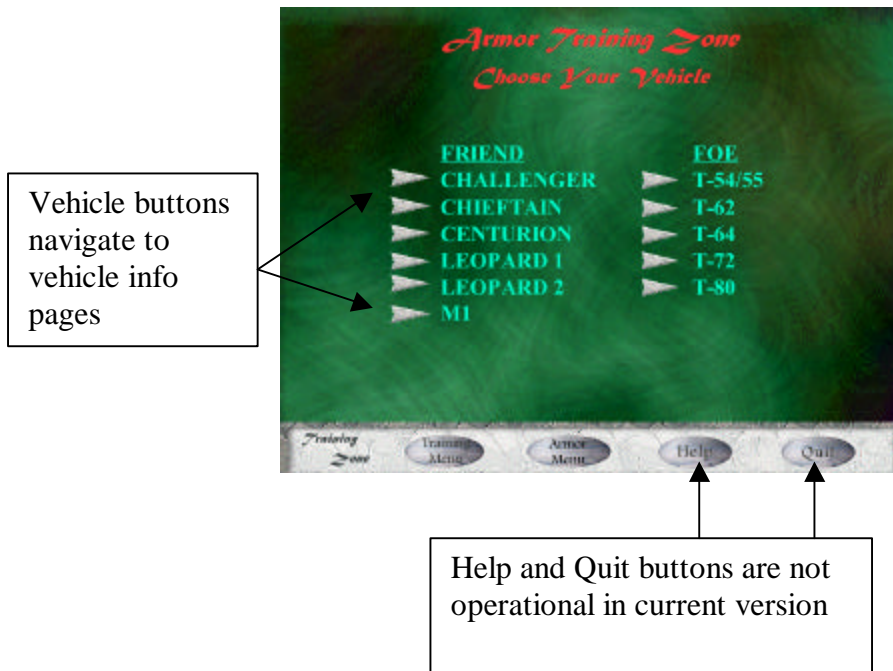 Armor Training Zone
Choose Your Vehicle
FRIEND
CHALLENGER
CHIEFTAIN
CENTURION
LEOPARD 1
LEOPARD 2
M1
FOE
T-54/55
T-62
T-64
T-72
T-80
Vehicle buttons
navigate to
vehicle info
pages
Training
Zone
Training
Menu
Armor
Menu
Help
Quit
Help and Quit buttons are not
operational in current version